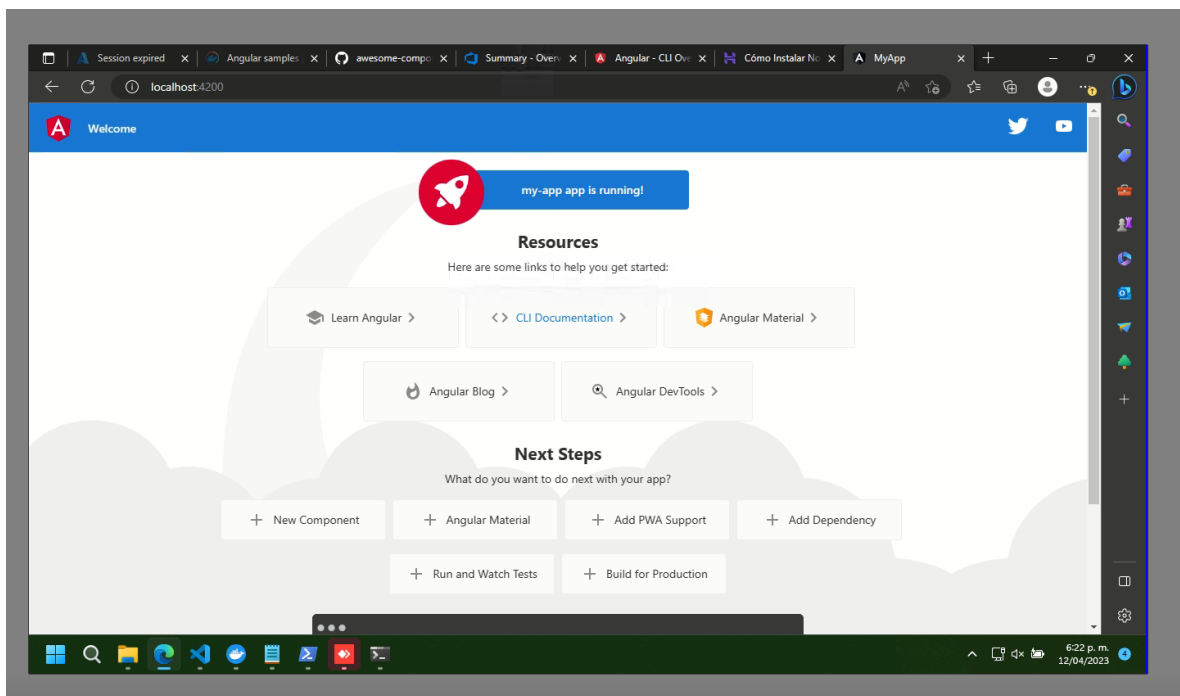 Session expired
Angular samples
awesome-compo
Summary - Overv
Angular - CLI Ove
Cómo Instalar No
MyApp
localhost:4200
Welcome
my-app app is running!
Resources
Here are some links to help you get started:
Learn Angular
CLI Documentation
Angular Material
Angular Blog
Angular DevTools
Next Steps
What do you want to do next with your app?
New Component
Angular Material
Add PWA Support
Add Dependency
Run and Watch Tests
Build for Production
6:22 p. m.
12/04/2023
4